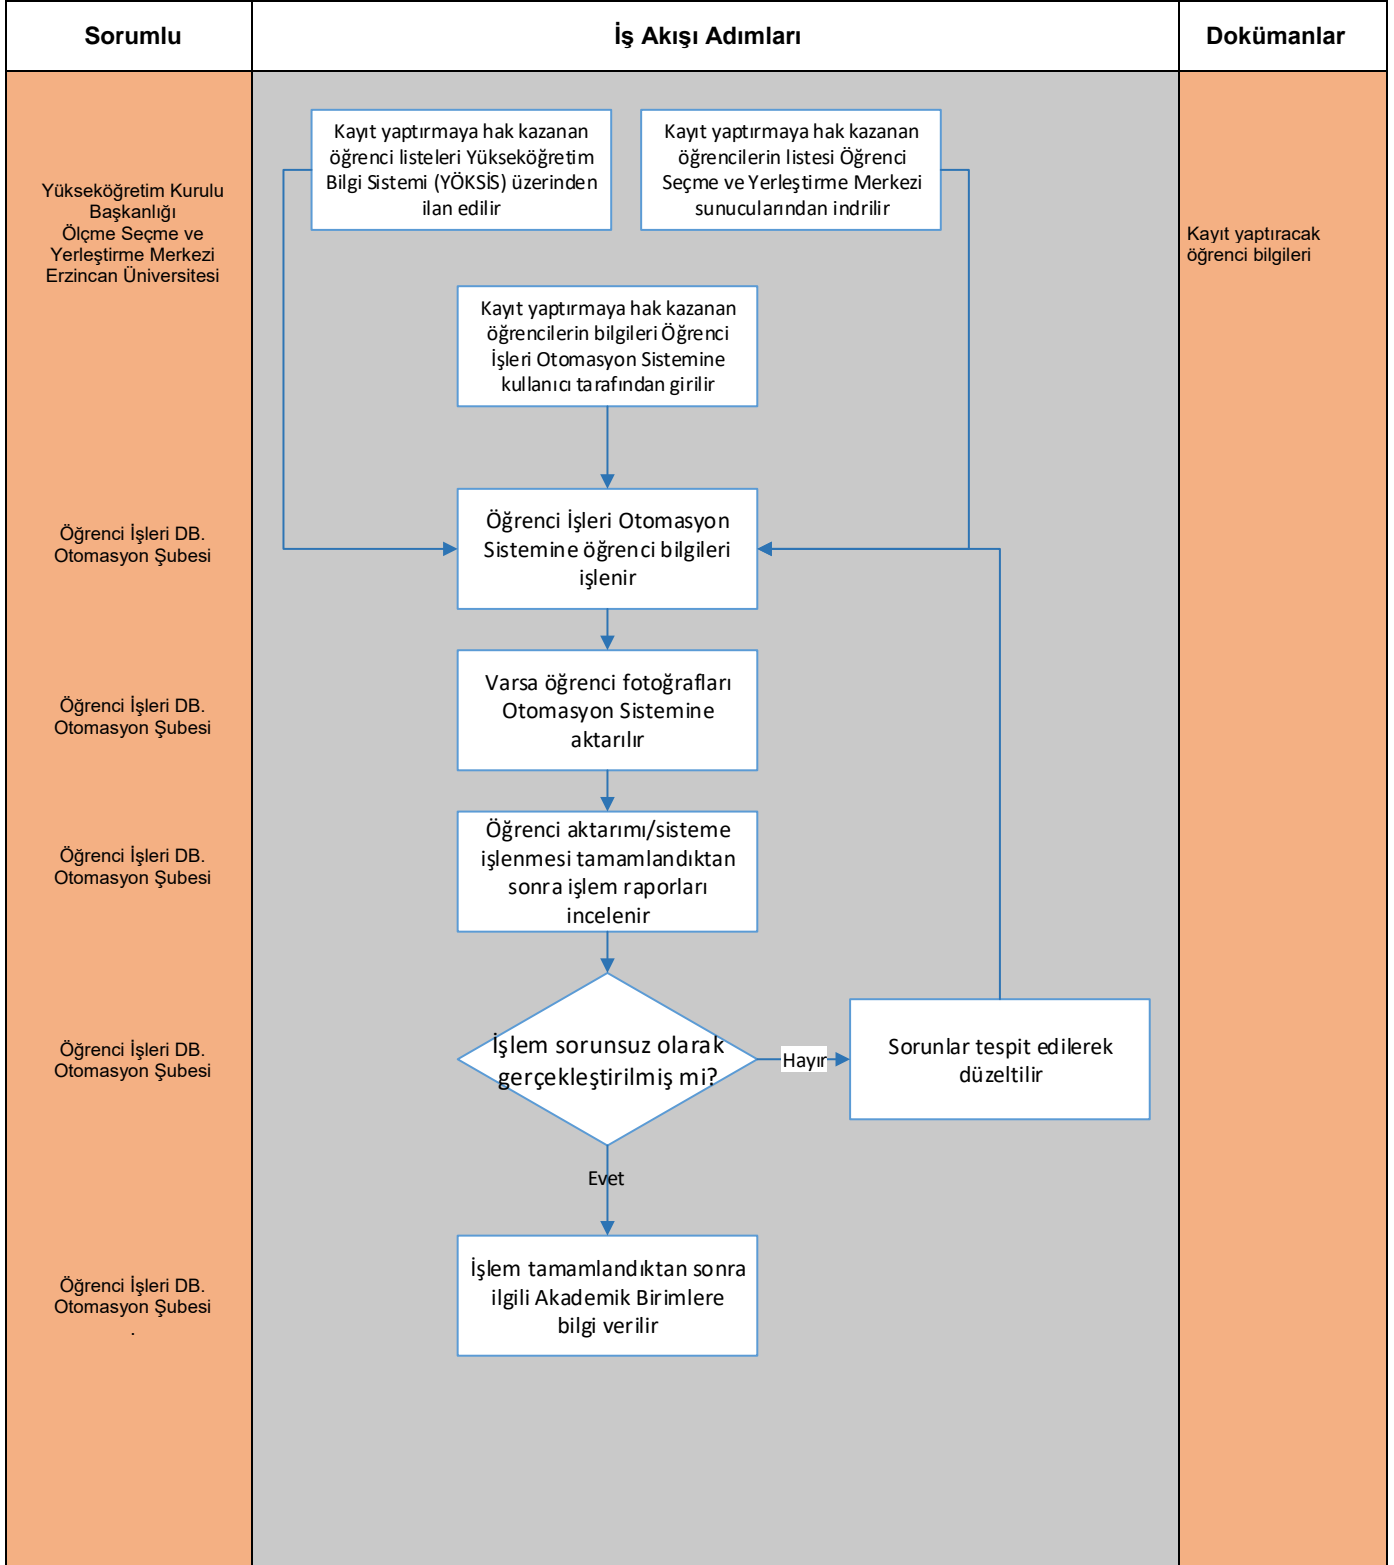 Sorumlu
İş Akışı Adımları
Dokümanlar
Kayıt yaptırmaya hak kazanan
öğrenci listeleri Yükseköğretim
Bilgi Sistemi (YÖKSİS) üzerinden
ilan edilir
Kayıt yaptırmaya hak kazanan
öğrencilerin listesi Öğrenci
Seçme ve Yerleştirme Merkezi
sunucularından indrilir
Yükseköğretim Kurulu
Başkanlığı
Ölçme Seçme ve
Yerleştirme Merkezi
Erzincan Üniversitesi
Kayıt yaptıracak
öğrenci bilgileri
Kayıt yaptırmaya hak kazanan
öğrencilerin bilgileri Öğrenci
İşleri Otomasyon Sistemine
kullanıcı tarafından girilir
Öğrenci İşleri DB.
Otomasyon Şubesi
Öğrenci İşleri Otomasyon
Sistemine öğrenci bilgileri
işlenir
Öğrenci İşleri DB.
Otomasyon Şubesi
Varsa öğrenci fotoğrafları
Otomasyon Sistemine
aktarılır
Öğrenci İşleri DB.
Otomasyon Şubesi
Öğrenci aktarımı/sisteme
işlenmesi tamamlandıktan
sonra işlem raporları
incelenir
Öğrenci İşleri DB.
Otomasyon Şubesi
İşlem sorunsuz olarak
gerçekleştirilmiş mi?
Hayır
Sorunlar tespit edilerek
düzeltilir
Evet
Öğrenci İşleri DB.
Otomasyon Şubesi
.
İşlem tamamlandıktan sonra
ilgili Akademik Birimlere
bilgi verilir